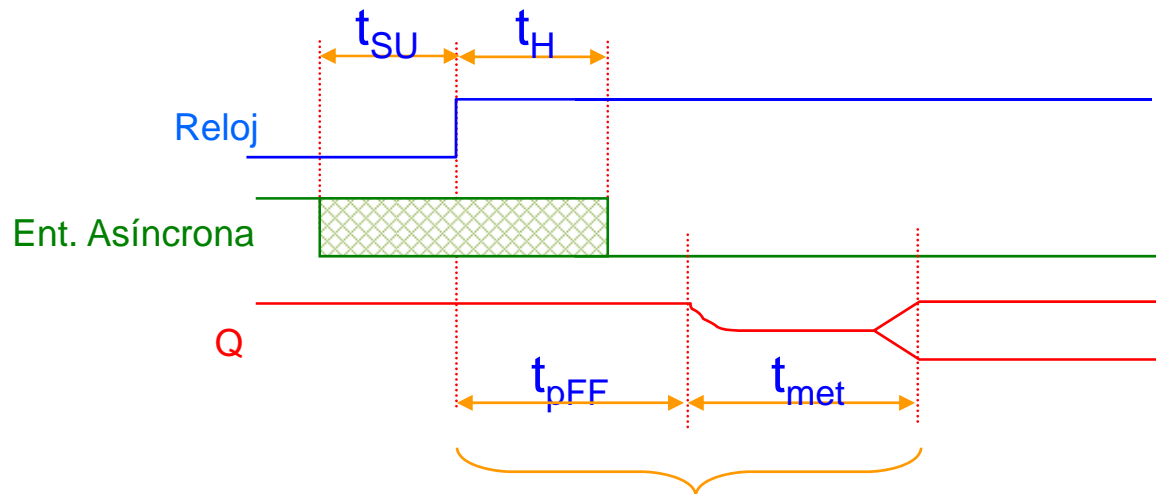 tSU tH
Reloj
Ent. Asíncrona
Q
tpFF tmet